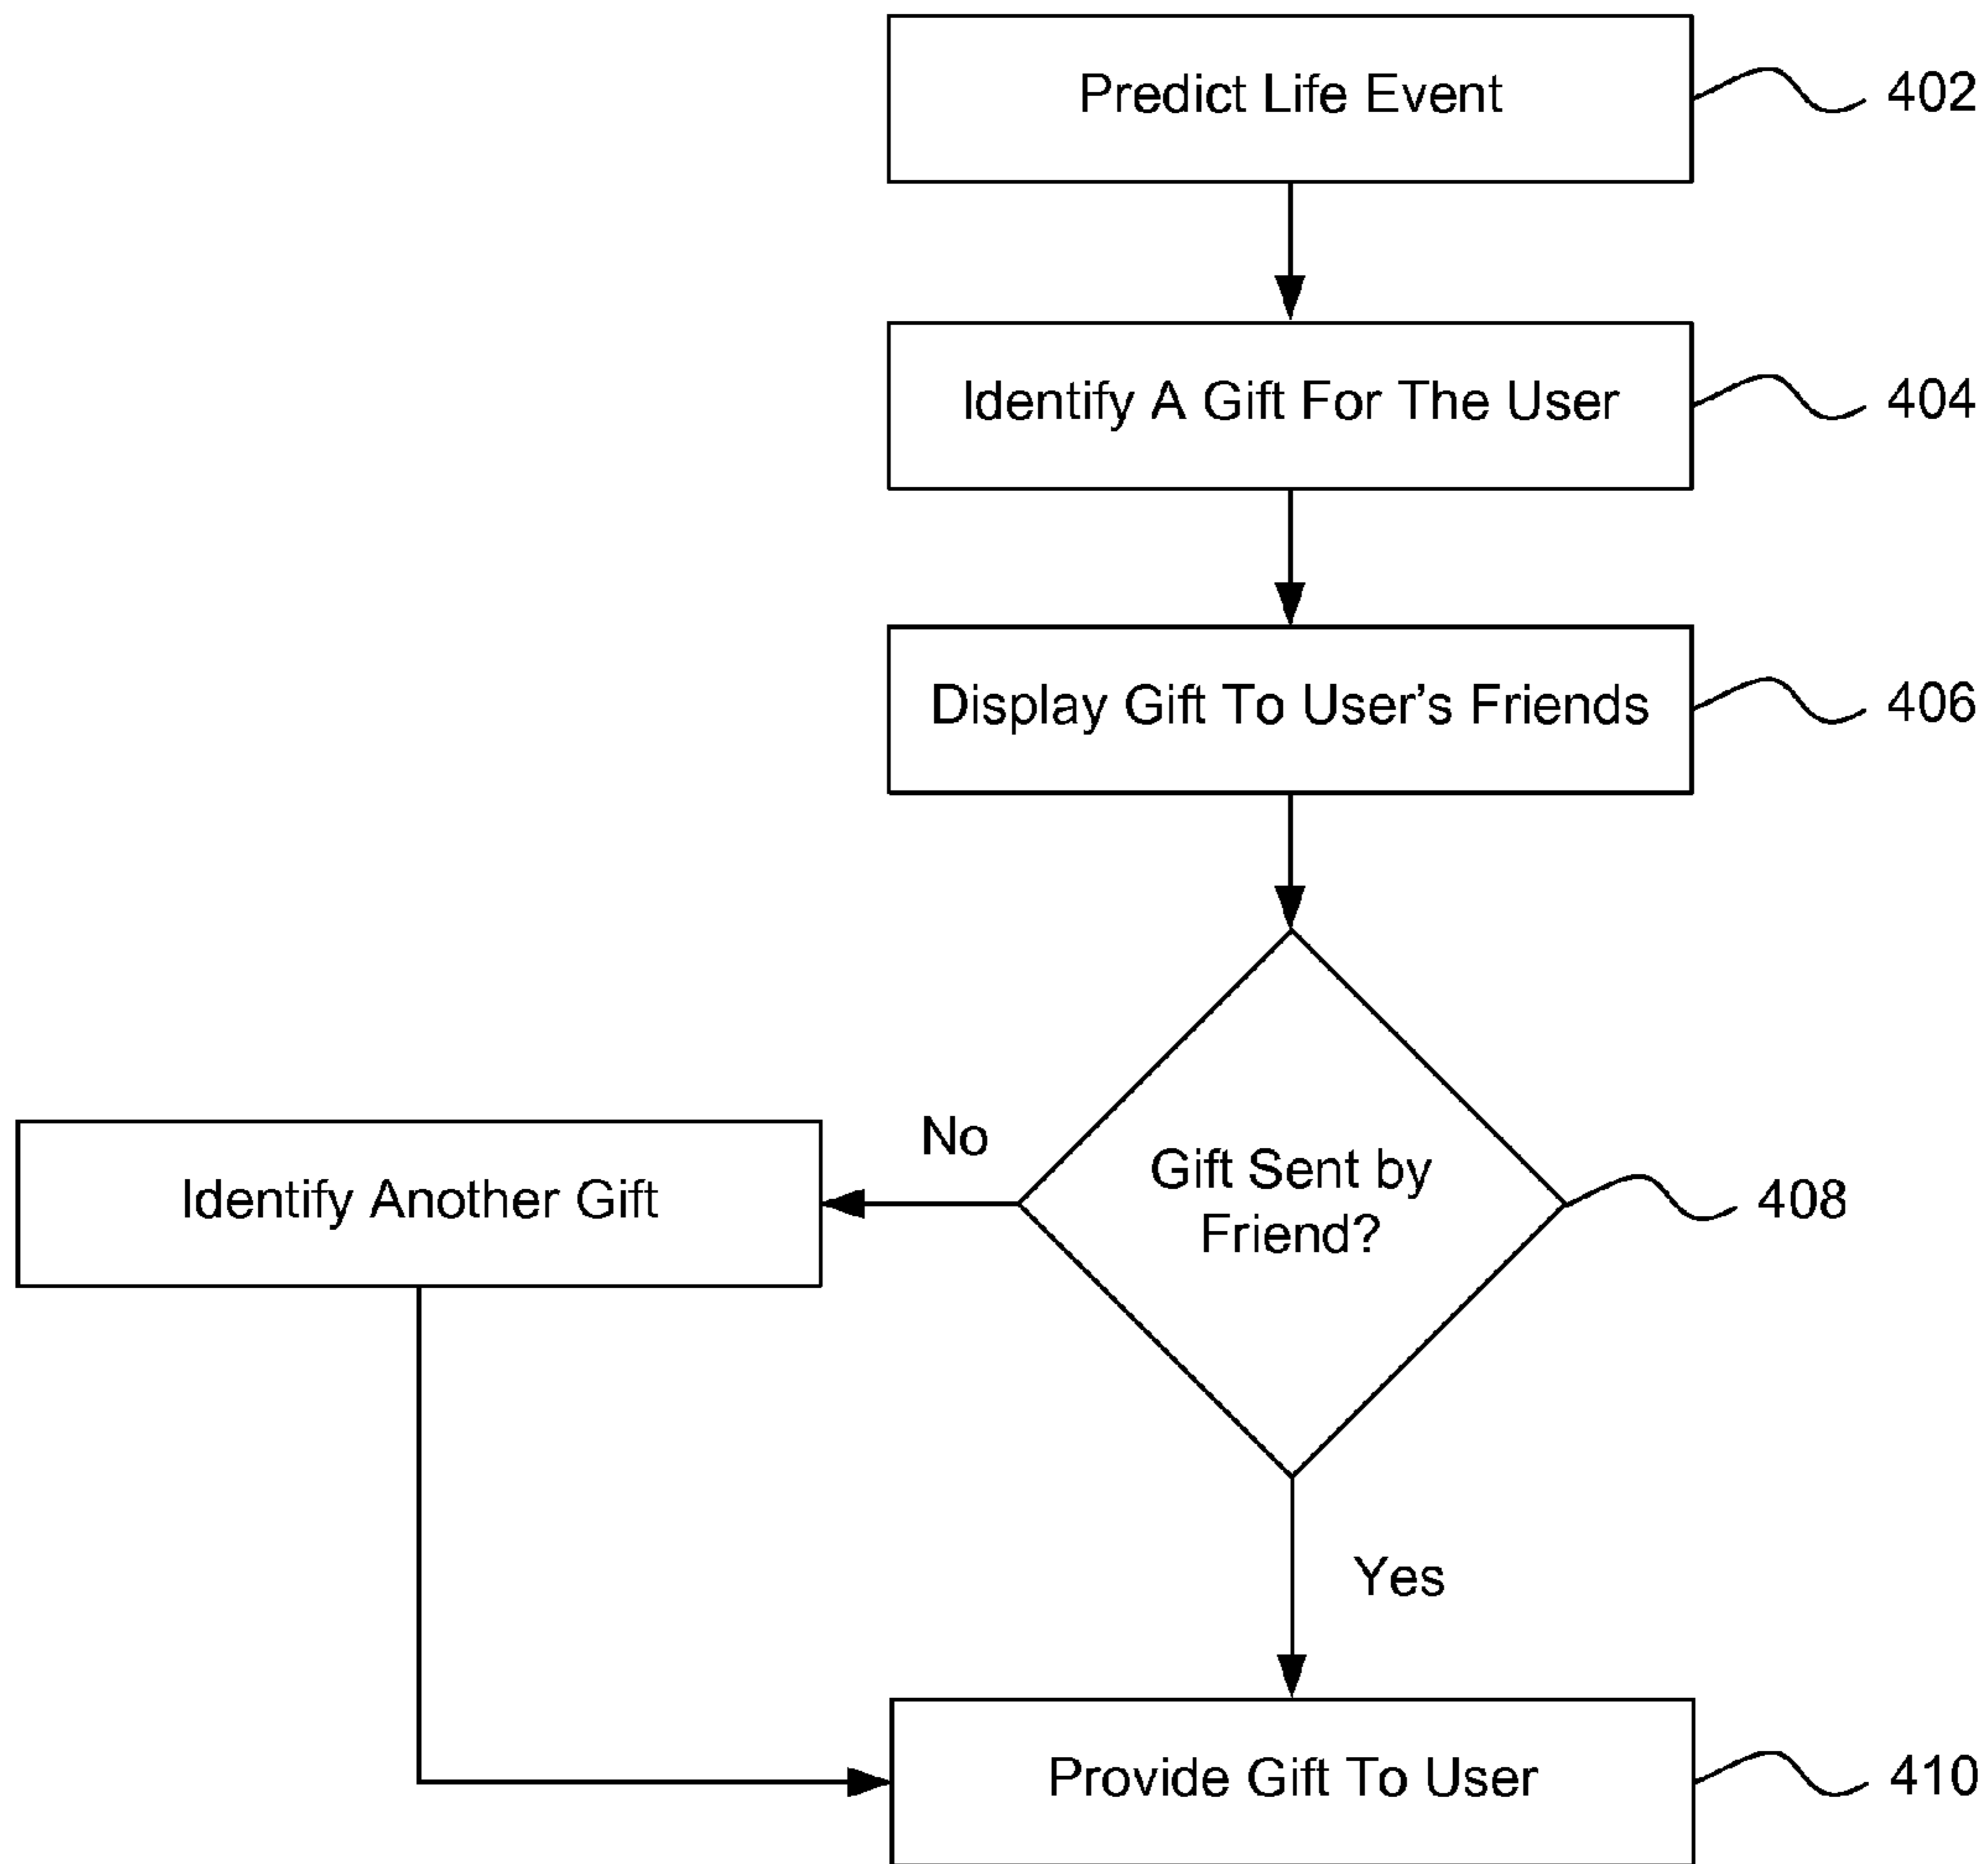 Predict Life Event
402
Identify A Gift For The User
404
Display Gift To User’s Friends
406
No
Identify Another Gift
Gift Sent by
Friend?
408
Yes
Provide Gift To User
410